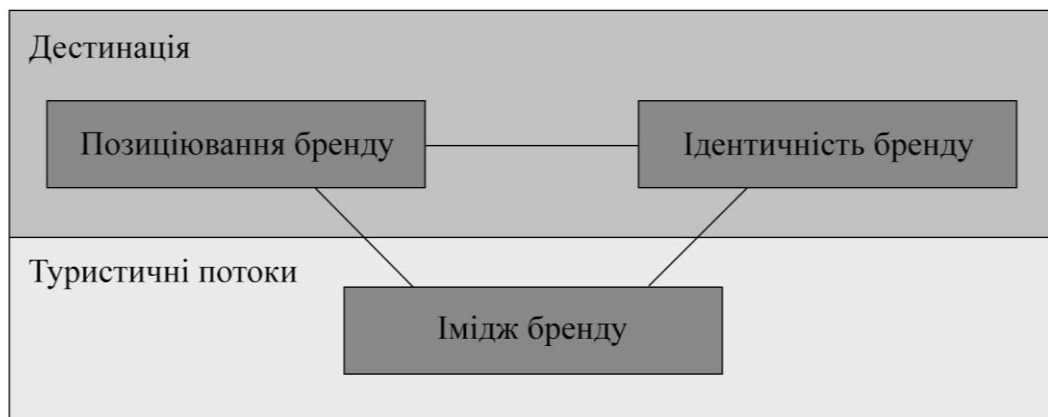 Дестинація
Позиціювання бренду
Ідентичність бренду
Туристичні потоки
Імідж бренду